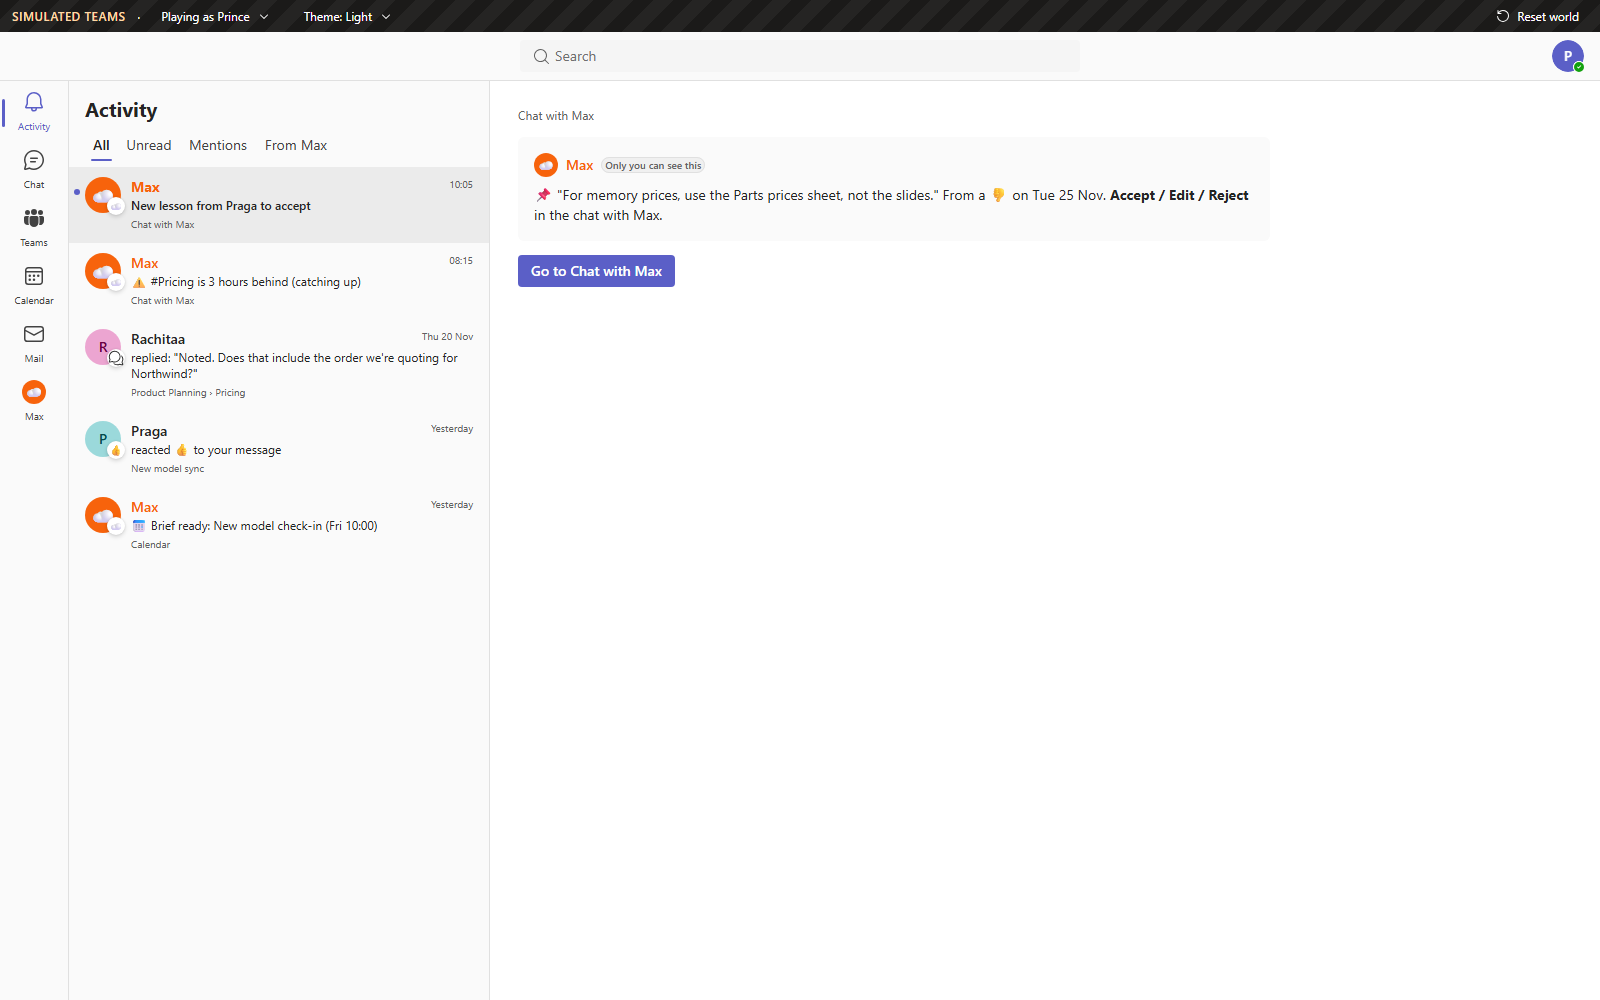 SIMULATED TEAMS · Playing as Prince Theme: Light Reset world
Search
P
Activity
Chat
Teams
Calendar
Mail
Max
Activity
All Unread Mentions From Max
Max 10:05
New lesson from Praga to accept
Chat with Max
Max 08:15
⚠️ #Pricing is 3 hours behind (catching up)
Chat with Max
R
Rachitaa Thu 20 Nov
replied: "Noted. Does that include the order we're quoting for
Northwind?"
Product Planning › Pricing
P
Praga Yesterday
reacted 👍 to your message
New model sync
Max Yesterday
🗓️ Brief ready: New model check-in (Fri 10:00)
Calendar
Chat with Max
Max Only you can see this
📌 "For memory prices, use the Parts prices sheet, not the slides." From a 👎 on Tue 25 Nov. Accept / Edit / Reject
in the chat with Max.
Go to Chat with Max